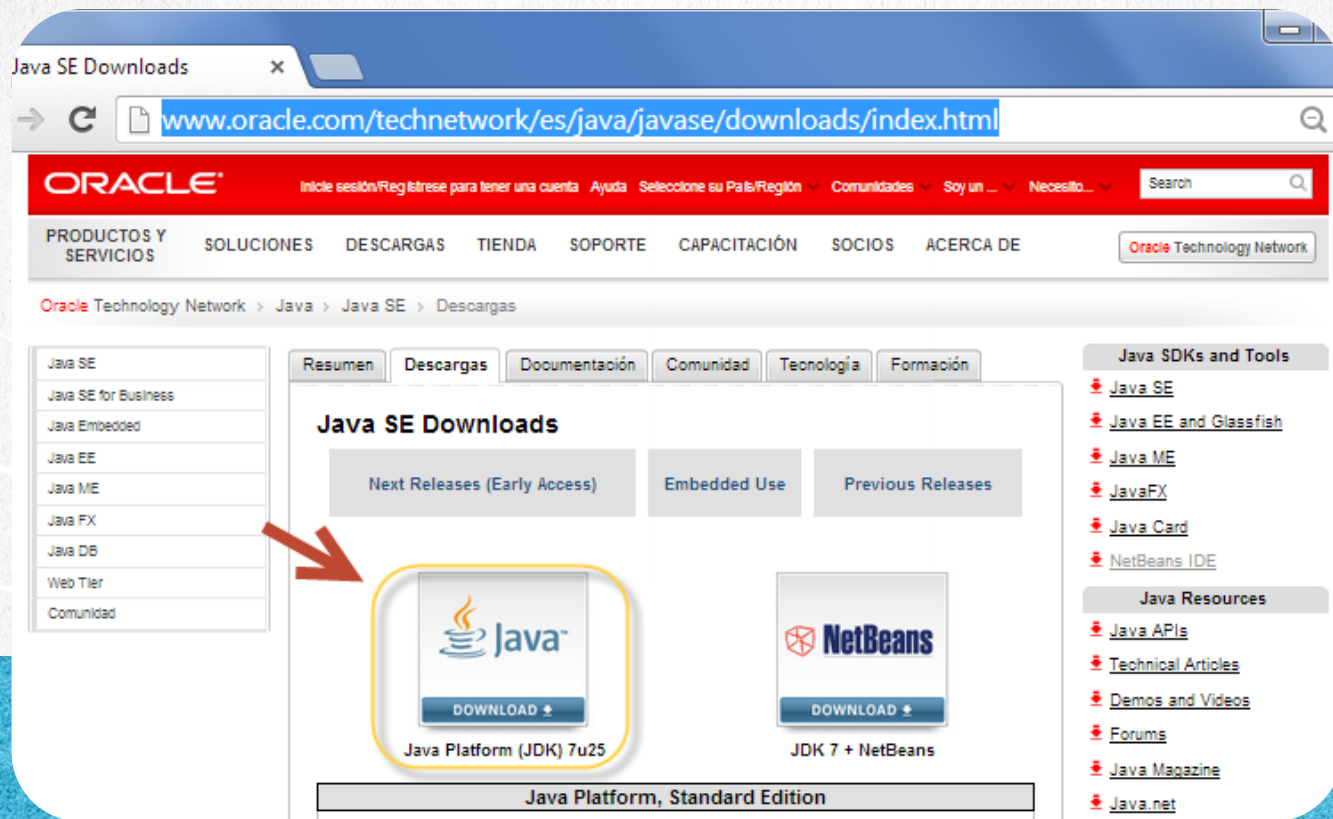 Java SE Downloads
www.oracle.com/technetwork/es/java/javase/downloads/index.html
ORACLE
Inicie sesión/Regístrese para tener una cuenta Ayuda Seleccione su País/Región Comunidades Soy un ... Necesito... Search
PRODUCTOS Y SERVICIOS SOLUCIONES DESCARGAS TIENDA SOPORTE CAPACITACIÓN SOCIOS ACERCA DE Oracle Technology Network
Oracle Technology Network > Java > Java SE > Descargas
Java SE
Java SE for Business
Java Embedded
Java EE
Java ME
Java FX
Java DB
Web Tier
Comunidad
Resumen Descargas Documentación Comunidad Tecnología Formación
Java SE Downloads
Next Releases (Early Access) Embedded Use Previous Releases
Java™
DOWNLOAD
Java Platform (JDK) 7u25
NetBeans
DOWNLOAD
JDK 7 + NetBeans
Java Platform, Standard Edition
Java SDKs and Tools
Java SE
Java EE and Glassfish
Java ME
JavaFX
Java Card
NetBeans IDE
Java Resources
Java APIs
Technical Articles
Demos and Videos
Forums
Java Magazine
Java.net